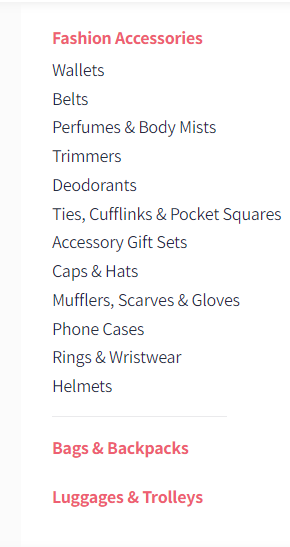 Fashion Accessories
Wallets
Belts
Perfumes & Body Mists
Trimmers
Deodorants
Ties, Cufflinks & Pocket Squares
Accessory Gift Sets
Caps & Hats
Mufflers, Scarves & Gloves
Phone Cases
Rings & Wristwear
Helmets
Bags & Backpacks
Luggages & Trolleys